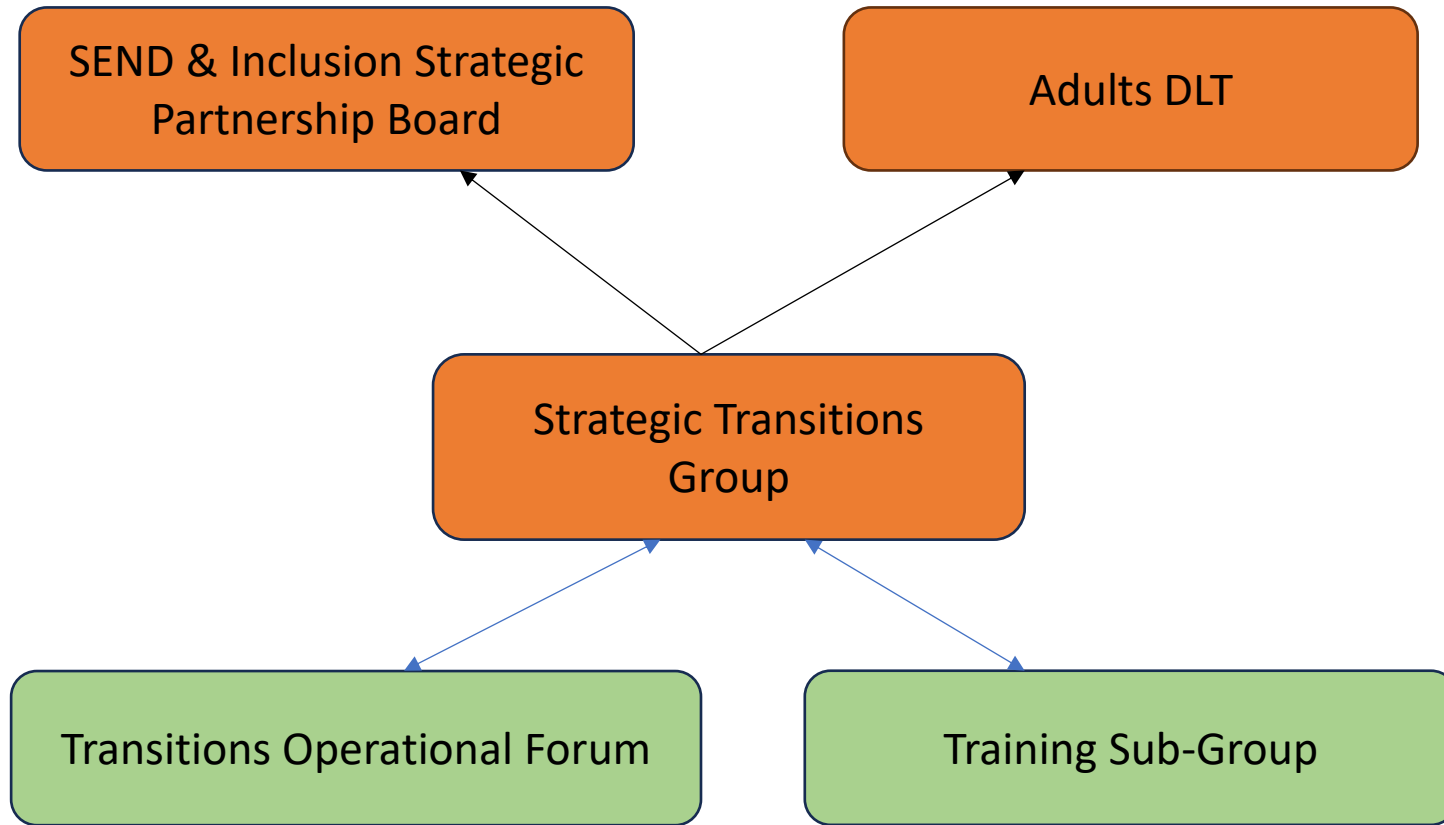 SEND & Inclusion Strategic
Partnership Board
Adults DLT
Strategic Transitions
Group
Transitions Operational Forum
Training Sub-Group